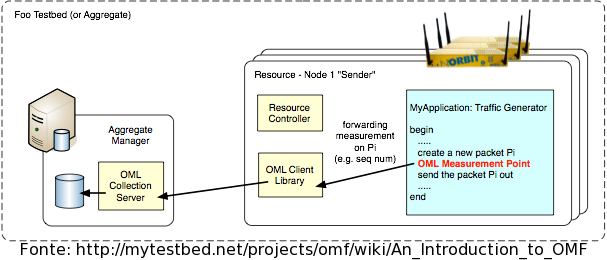 Foo Testbed (or Aggregate)
Resource - Node 1 "Sender"
ORBIT
Aggregate
Manager
OML
Collection
Server
Resource
Controller
OML Client
Library
forwarding
measurement
on Pi
(e.g. seq num)
MyApplication: Traffic Generator
begin
.....
create a new packet Pi
OML Measurement Point
send the packet Pi out
.....
end
Fonte: http://mytestbed.net/projects/omf/wiki/An_Introduction_to_OMF